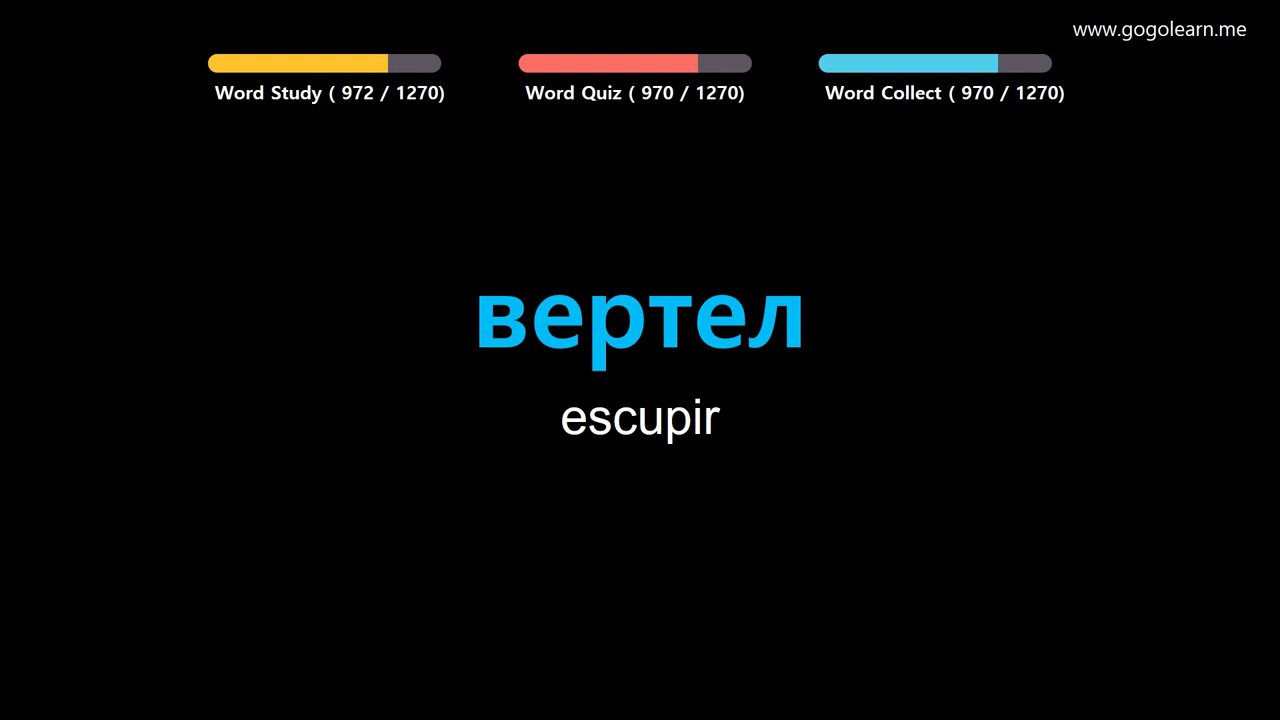 www.gogolearn.me
Word Study ( 972 / 1270)
Word Quiz ( 970 / 1270)
Word Collect ( 970 / 1270)
вертел
escupir